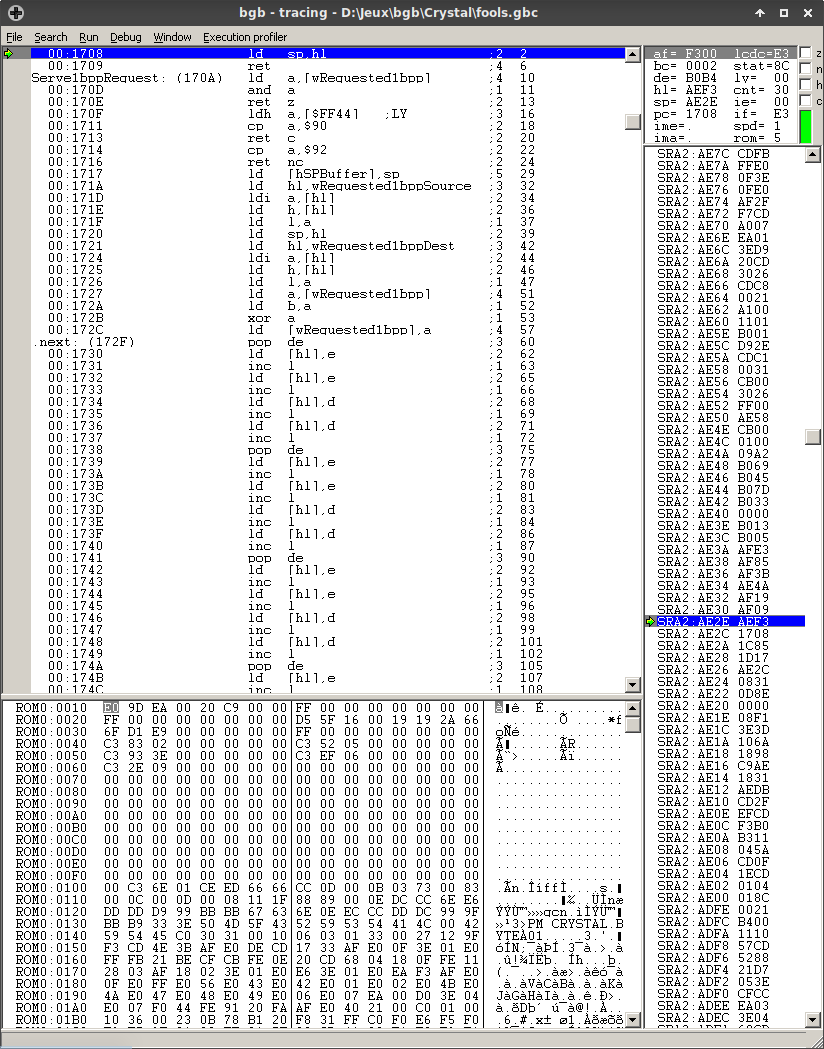 bgb - tracing - D:\Jeux\bgb\Crystal\fools.gbc
File Search Run Debug Window Execution profiler
00:1708 ld sp,hl ;2 2
00:1709 ret ;4 6
Serve1bppRequest: (170A) ld a,[wRequested1bpp] ;4 10
00:170D and a ;1 11
00:170E ret z ;2 13
00:170F ldh a,[$FF44] ;LY ;3 16
00:1711 cp a,$90 ;2 18
00:1713 ret c ;2 20
00:1714 cp a,$92 ;2 22
00:1716 ret nc ;2 24
00:1717 ld [hSPBuffer],sp ;5 29
00:171A ld hl,wRequested1bppSource ;3 32
00:171D ldi a,[hl] ;2 34
00:171E ld h,[hl] ;2 36
00:171F ld l,a ;1 37
00:1720 ld sp,hl ;2 39
00:1721 ld hl,wRequested1bppDest ;3 42
00:1724 ldi a,[hl] ;2 44
00:1725 ld h,[hl] ;2 46
00:1726 ld l,a ;1 47
00:1727 ld a,[wRequested1bpp] ;4 51
00:172A ld b,a ;1 52
00:172B xor a ;1 53
00:172C ld [wRequested1bpp],a ;4 57
.next: (172F) pop de ;3 60
00:1730 ld [hl],e ;2 62
00:1731 inc l ;1 63
00:1732 ld [hl],e ;2 65
00:1733 inc l ;1 66
00:1734 ld [hl],d ;2 68
00:1735 inc l ;1 69
00:1736 ld [hl],d ;2 71
00:1737 inc l ;1 72
00:1738 pop de ;3 75
00:1739 ld [hl],e ;2 77
00:173A inc l ;1 78
00:173B ld [hl],e ;2 80
00:173C inc l ;1 81
00:173D ld [hl],d ;2 83
00:173E inc l ;1 84
00:173F ld [hl],d ;2 86
00:1740 inc l ;1 87
00:1741 pop de ;3 90
00:1742 ld [hl],e ;2 92
00:1743 inc l ;1 93
00:1744 ld [hl],e ;2 95
00:1745 inc l ;1 96
00:1746 ld [hl],d ;2 98
00:1747 inc l ;1 99
00:1748 ld [hl],d ;2 101
00:1749 inc l ;1 102
00:174A pop de ;3 105
00:174B ld [hl],e ;2 107
00:174C inc l ;1 108
af= F300 lcdc=E3 z
bc= 0002 stat=8C n
de= B0B4 ly= 00 h
hl= AEF3 cnt= 30 c
sp= AE2E ie= 00
pc= 1708 if= E3
ime=. spd= 1
ima=. rom= 5
SRA2:AE7C CDFB
SRA2:AE7A FFE0
SRA2:AE78 0F3E
SRA2:AE76 0FE0
SRA2:AE74 AF2F
SRA2:AE72 F7CD
SRA2:AE70 A007
SRA2:AE6E EA01
SRA2:AE6C 3ED9
SRA2:AE6A 20CD
SRA2:AE68 3026
SRA2:AE66 CDC8
SRA2:AE64 0021
SRA2:AE62 A100
SRA2:AE60 1101
SRA2:AE5E B001
SRA2:AE5C D92E
SRA2:AE5A CDC1
SRA2:AE58 0031
SRA2:AE56 CB00
SRA2:AE54 3026
SRA2:AE52 FF00
SRA2:AE50 AE58
SRA2:AE4E CB00
SRA2:AE4C 0100
SRA2:AE4A 09A2
SRA2:AE48 B069
SRA2:AE46 B045
SRA2:AE44 B07D
SRA2:AE42 B033
SRA2:AE40 0000
SRA2:AE3E B013
SRA2:AE3C B005
SRA2:AE3A AFE3
SRA2:AE38 AF85
SRA2:AE36 AF3B
SRA2:AE34 AE4A
SRA2:AE32 AF19
SRA2:AE30 AF09
SRA2:AE2E AEF3
SRA2:AE2C 1708
SRA2:AE2A 1C85
SRA2:AE28 1D17
SRA2:AE26 AE2C
SRA2:AE24 0831
SRA2:AE22 0D8E
SRA2:AE20 0000
SRA2:AE1E 08F1
SRA2:AE1C 3E3D
SRA2:AE1A 106A
SRA2:AE18 1898
SRA2:AE16 C9AE
SRA2:AE14 1831
SRA2:AE12 AEDB
SRA2:AE10 CD2F
SRA2:AE0E EFCD
SRA2:AE0C F3B0
SRA2:AE0A B311
SRA2:AE08 045A
SRA2:AE06 CD0F
SRA2:AE04 1ECD
SRA2:AE02 0104
SRA2:AE00 018C
SRA2:ADFE 0021
SRA2:ADFC B400
SRA2:ADFA 1110
SRA2:ADF8 57CD
SRA2:ADF6 5288
SRA2:ADF4 21D7
SRA2:ADF2 053E
SRA2:ADF0 CFCC
SRA2:ADEE EA03
SRA2:ADEC 3E04
ROM0:0010 E0 9D EA 00 20 C9 00 00 FF 00 00 00 00 00 00 00
ROM0:0020 FF 00 00 00 00 00 00 00 D5 5F 16 00 19 19 2A 66
ROM0:0030 6F D1 E9 00 00 00 00 00 FF 00 00 00 00 00 00 00
ROM0:0040 C3 83 02 00 00 00 00 00 C3 52 05 00 00 00 00 00
ROM0:0050 C3 93 3E 00 00 00 00 00 C3 EF 06 00 00 00 00 00
ROM0:0060 C3 2E 09 00 00 00 00 00 00 00 00 00 00 00 00 00
ROM0:0070 00 00 00 00 00 00 00 00 00 00 00 00 00 00 00 00
ROM0:0080 00 00 00 00 00 00 00 00 00 00 00 00 00 00 00 00
ROM0:0090 00 00 00 00 00 00 00 00 00 00 00 00 00 00 00 00
ROM0:00A0 00 00 00 00 00 00 00 00 00 00 00 00 00 00 00 00
ROM0:00B0 00 00 00 00 00 00 00 00 00 00 00 00 00 00 00 00
ROM0:00C0 00 00 00 00 00 00 00 00 00 00 00 00 00 00 00 00
ROM0:00D0 00 00 00 00 00 00 00 00 00 00 00 00 00 00 00 00
ROM0:00E0 00 00 00 00 00 00 00 00 00 00 00 00 00 00 00 00
ROM0:00F0 00 00 00 00 00 00 00 00 00 00 00 00 00 00 00 00
ROM0:0100 00 C3 6E 01 CE ED 66 66 CC 0D 00 0B 03 73 00 83
ROM0:0110 00 0C 00 0D 00 08 11 1F 88 89 00 0E DC CC 6E E6
ROM0:0120 DD DD D9 99 BB BB 67 63 6E 0E EC CC DD DC 99 9F
ROM0:0130 BB B9 33 3E 50 4D 5F 43 52 59 53 54 41 4C 00 42
ROM0:0140 59 54 45 C0 30 31 00 10 06 03 01 33 00 27 12 9F
ROM0:0150 F3 CD 4E 3B AF E0 DE CD 17 33 AF E0 0F 3E 01 E0
ROM0:0160 FF FB 21 BE CF CB FE 0E 20 CD 68 04 18 0F FE 11
ROM0:0170 28 03 AF 18 02 3E 01 E0 E6 3E 01 E0 EA F3 AF E0
ROM0:0180 0F E0 FF E0 56 E0 43 E0 42 E0 01 E0 02 E0 4B E0
ROM0:0190 4A E0 47 E0 48 E0 49 E0 06 E0 07 EA 00 D0 3E 04
ROM0:01A0 E0 07 F0 44 FE 91 20 FA AF E0 40 21 00 C0 01 00
ROM0:01B0 10 36 00 23 0B 78 B1 20 F8 31 FF C0 F0 E6 F5 F0